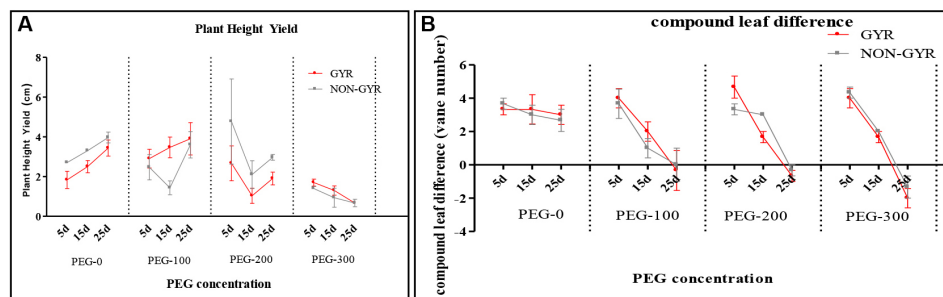 A
Plant Height Yield
GYR
NON-GYR
Plant Height Yield (cm)
8
6
4
2
0
5d 15d 25d 5d 15d 25d 5d 15d 25d 5d 15d 25d
PEG-0 PEG-100 PEG-200 PEG-300
PEG concentration
B
compound leaf difference
GYR
NON-GYR
compound leaf difference (vane number)
8
6
4
2
0
-2
-4
5d 15d 25d 5d 15d 25d 5d 15d 25d 5d 15d 25d
PEG-0 PEG-100 PEG-200 PEG-300
PEG concentration